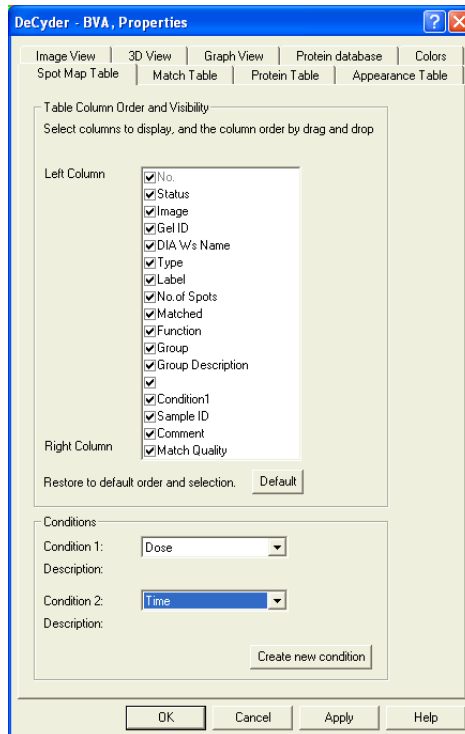 DeCyder - BVA, Properties
Image View
3D View
Graph View
Protein database
Colors
Spot Map Table
Match Table
Protein Table
Appearance Table
Table Column Order and Visibility
Select columns to display, and the column order by drag and drop
Left Column
No.
Status
Image
Gel ID
DIA Ws Name
Type
Label
No.of Spots
Matched
Function
Group
Group Description
Condition1
Sample ID
Comment
Right Column
Match Quality
Restore to default order and selection.
Default
Conditions
Condition 1:
Dose
Description:
Condition 2:
Time
Description:
Create new condition
OK
Cancel
Apply
Help